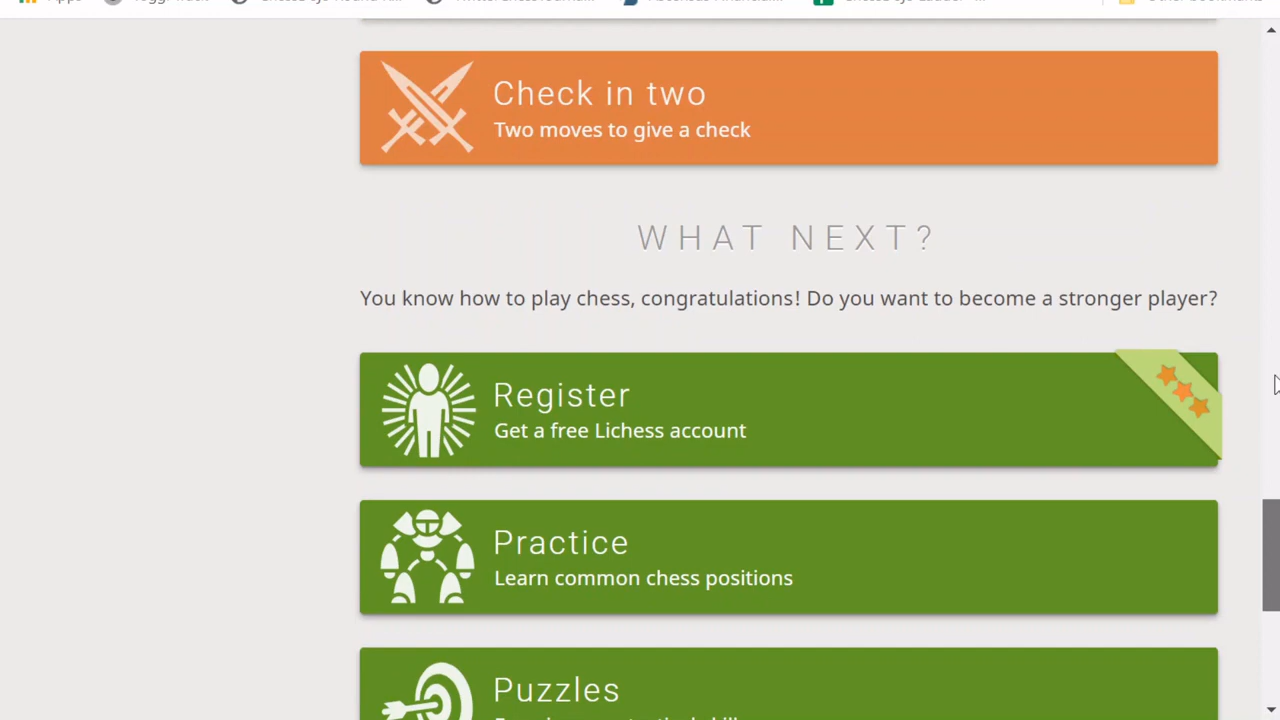 Check in two
Two moves to give a check
WHAT NEXT?
You know how to play chess, congratulations! Do you want to become a stronger player?
Register
Get a free Lichess account
Practice
Learn common chess positions
Puzzles